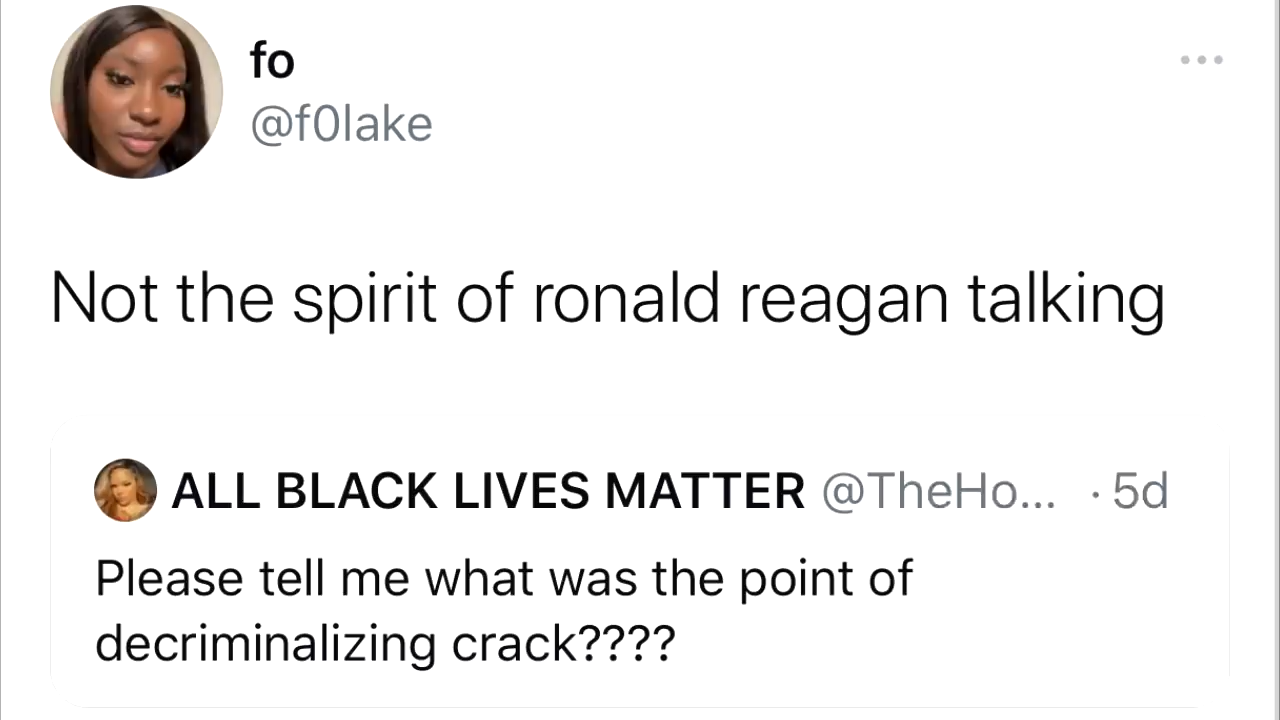 fo
@f0lake
Not the spirit of ronald reagan talking
ALL BLACK LIVES MATTER @TheHo... · 5d
Please tell me what was the point of
decriminalizing crack????